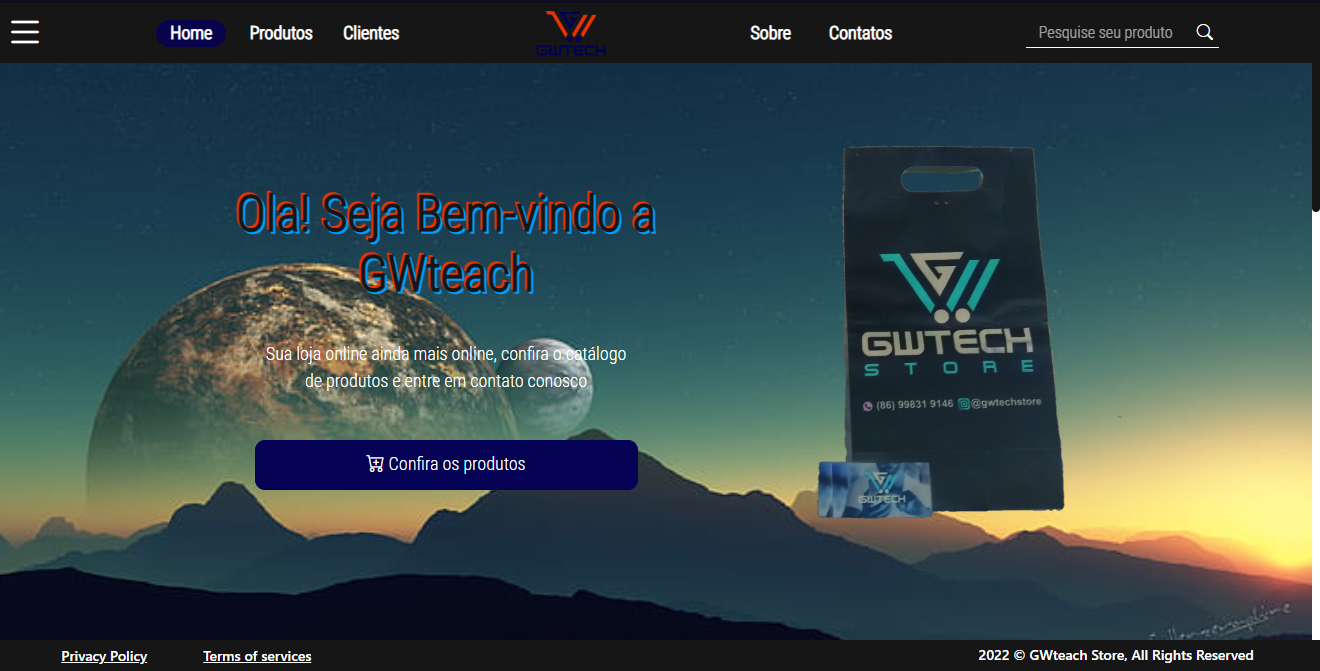 Home Produtos Clientes GWTECH Sobre Contatos Pesquise seu produto
Ola! Seja Bem-vindo a
GWteach
Sua loja online ainda mais online, confira o catálogo
de produtos e entre em contato conosco
Confira os produtos
GWTECH
STORE
(86) 99831 9146 @gwtechstore
GWTECH
Privacy Policy Terms of services 2022 © GWteach Store, All Rights Reserved